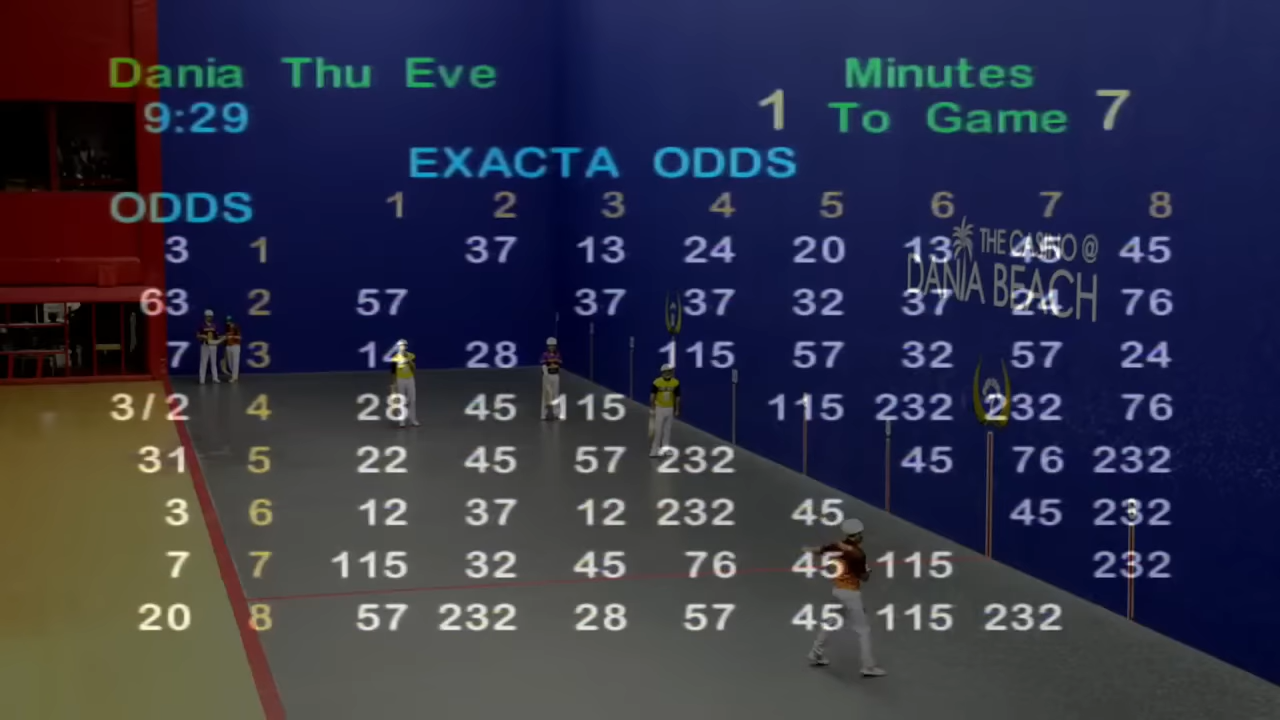 Dania Thu Eve Minutes
9:29 1 To Game 7
EXACTA ODDS
ODDS 1 2 3 4 5 6 7 8
3 1 37 13 24 20 13 45 45
63 2 57 37 37 32 37 24 76
7 3 14 28 115 57 32 57 24
3/2 4 28 45 115 115 232 232 76
31 5 22 45 57 232 45 76 232
3 6 12 37 12 232 45 45 232
7 7 115 32 45 76 45 115 232
20 8 57 232 28 57 45 115 232
THE CASINO @
DANIA BEACH